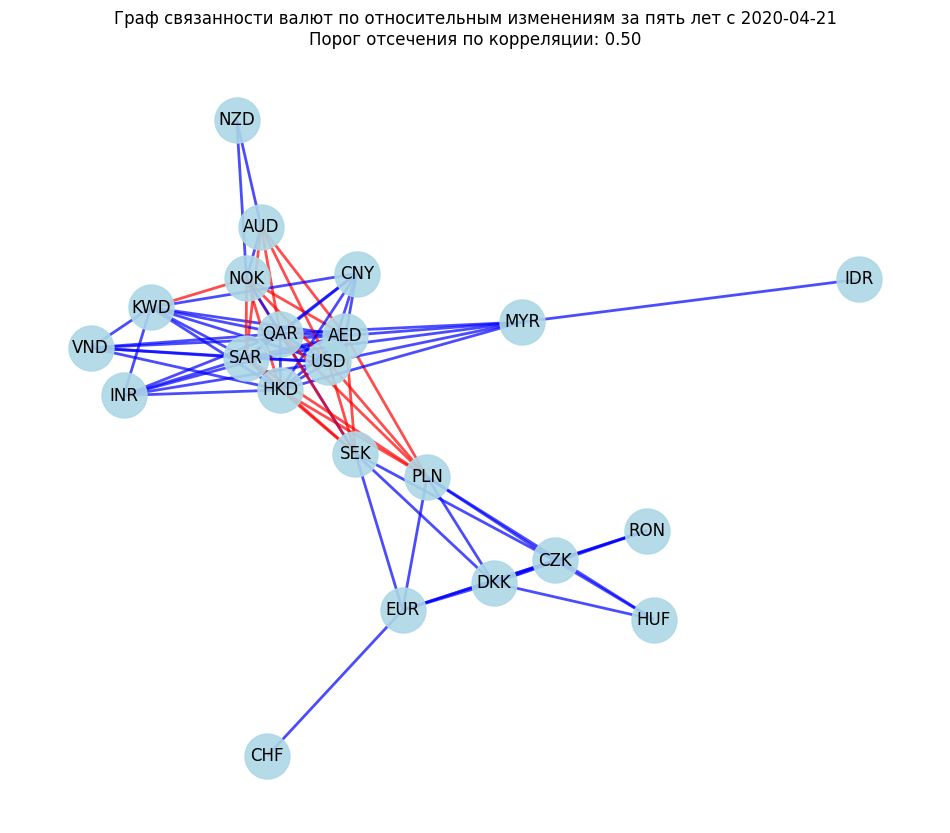 Граф связанности валют по относительным изменениям за пять лет с 2020-04-21
Порог отсечения по корреляции: 0.50
NZD
AUD
CNY
NOK
IDR
KWD
MYR
QAR
AED
VND
SAR
USD
HKD
INR
SEK
PLN
RON
CZK
DKK
EUR
HUF
CHF